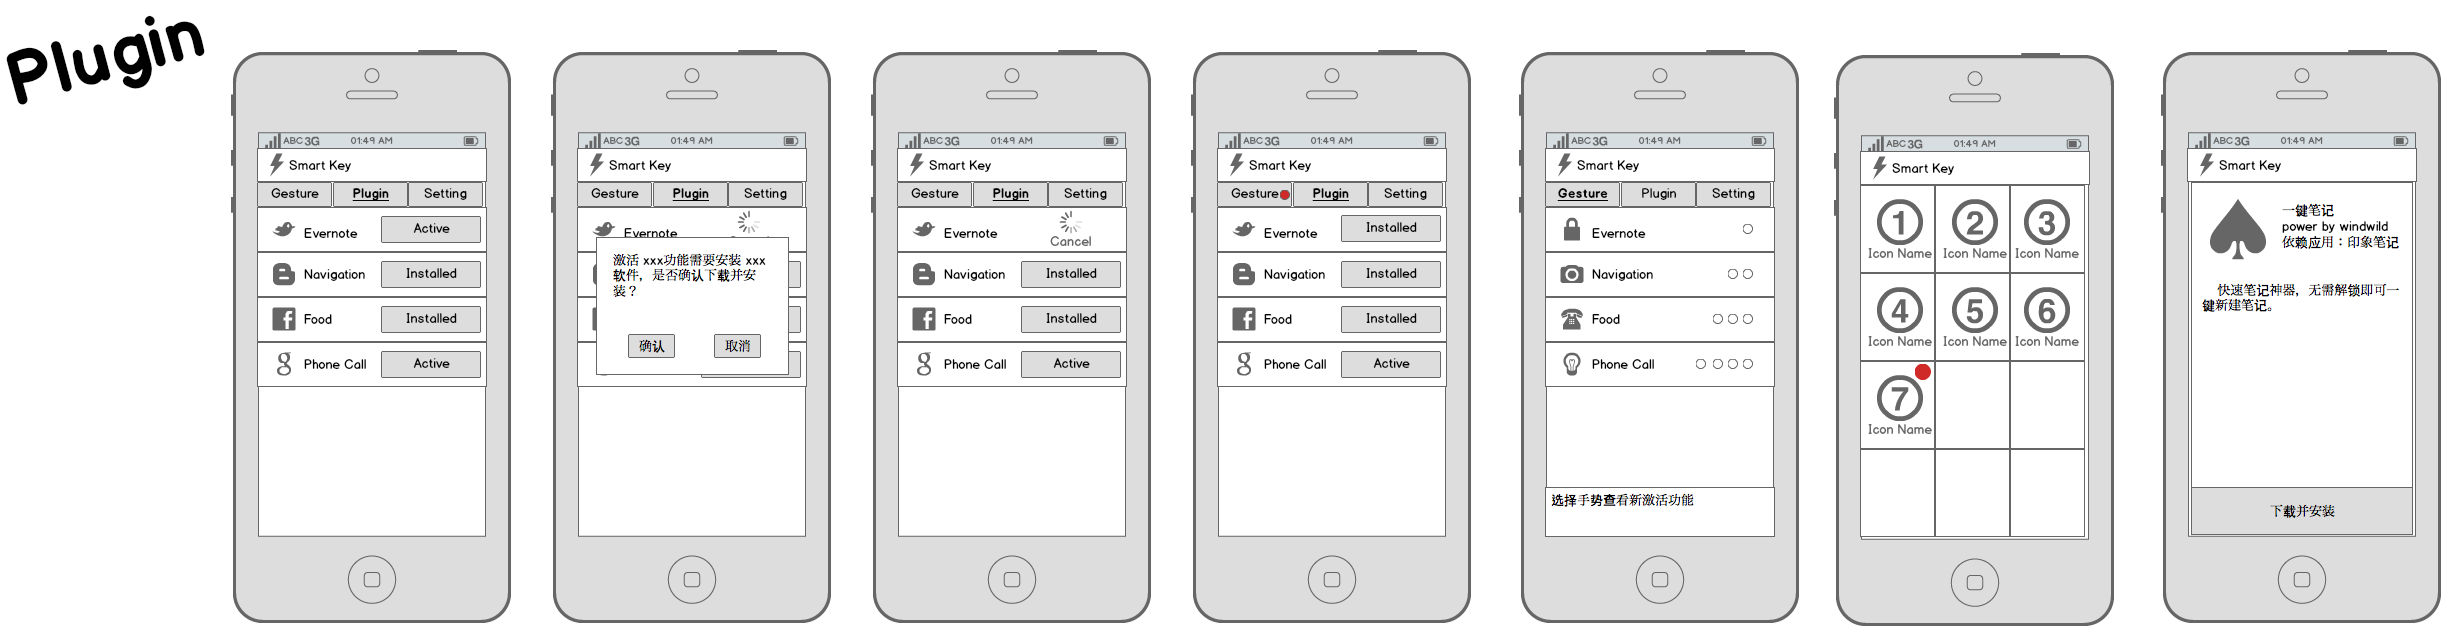 Plugin
ABC 3G 01:49 AM
Smart Key
Gesture Plugin Setting
Evernote Active
Navigation Installed
Food Installed
Phone Call Active
ABC 3G 01:49 AM
Smart Key
Gesture Plugin Setting
Evernote
激活 xxx功能需要安装 xxx
软件，是否确认下载并安
装？
确认 取消
ABC 3G 01:49 AM
Smart Key
Gesture Plugin Setting
Evernote Cancel
Navigation Installed
Food Installed
Phone Call Active
ABC 3G 01:49 AM
Smart Key
Gesture Plugin Setting
Evernote Installed
Navigation Installed
Food Installed
Phone Call Active
ABC 3G 01:49 AM
Smart Key
Gesture Plugin Setting
Evernote
Navigation
Food
Phone Call
选择手势查看新激活功能
ABC 3G 01:49 AM
Smart Key
1 2 3
Icon Name Icon Name Icon Name
4 5 6
Icon Name Icon Name Icon Name
7
Icon Name
ABC 3G 01:49 AM
Smart Key
一键笔记
power by windwild
依赖应用：印象笔记
快速笔记神器，无需解锁即可一
键新建笔记。
下载并安装